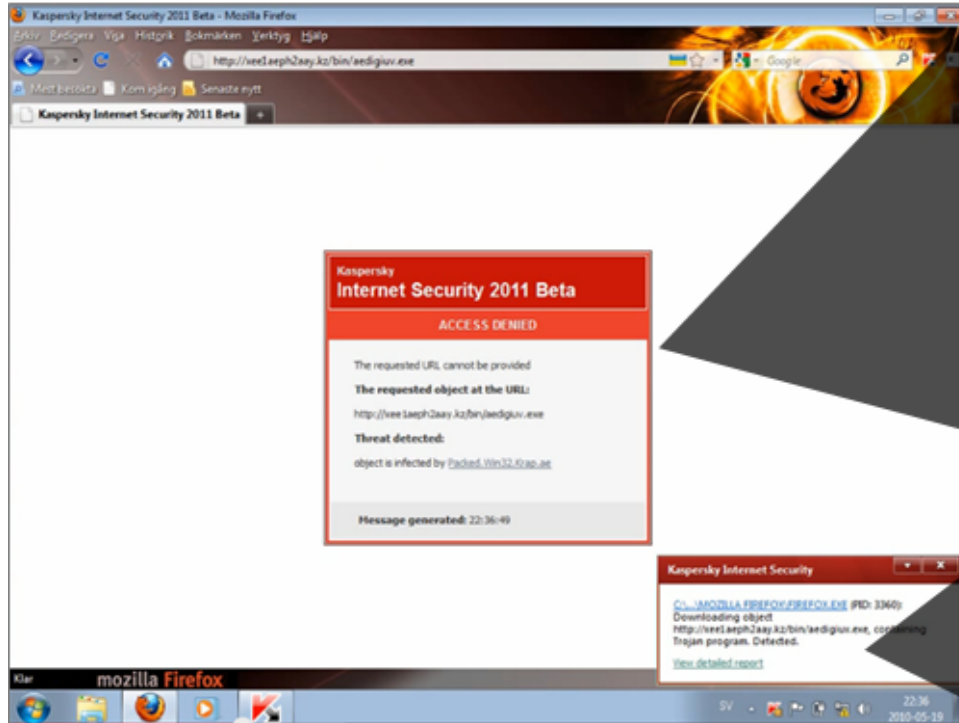 Kaspersky Internet Security 2011 Beta - Mozilla Firefox
Arkiv Redigera Visa Historik Bokmärken Verktyg Hjälp
http://xee1aeph2aay.kz/bin/aedigiuv.exe
Google
Mest besökta Kom igång Senaste nytt
Kaspersky Internet Security 2011 Beta
Kaspersky
Internet Security 2011 Beta
ACCESS DENIED
The requested URL cannot be provided
The requested object at the URL:
http://xee1aeph2aay.kz/bin/aedigiuv.exe
Threat detected:
object is infected by Packed.Win32.Krap.ae
Message generated: 22:36:49
Kaspersky Internet Security
C:\...\MOZILLA FIREFOX\FIREFOX.EXE (PID: 3360):
Downloading object
http://xee1aeph2aay.kz/bin/aedigiuv.exe, containing
Trojan program. Detected.
View detailed report
Klar
mozilla Firefox
SV
22:36
2010-05-19